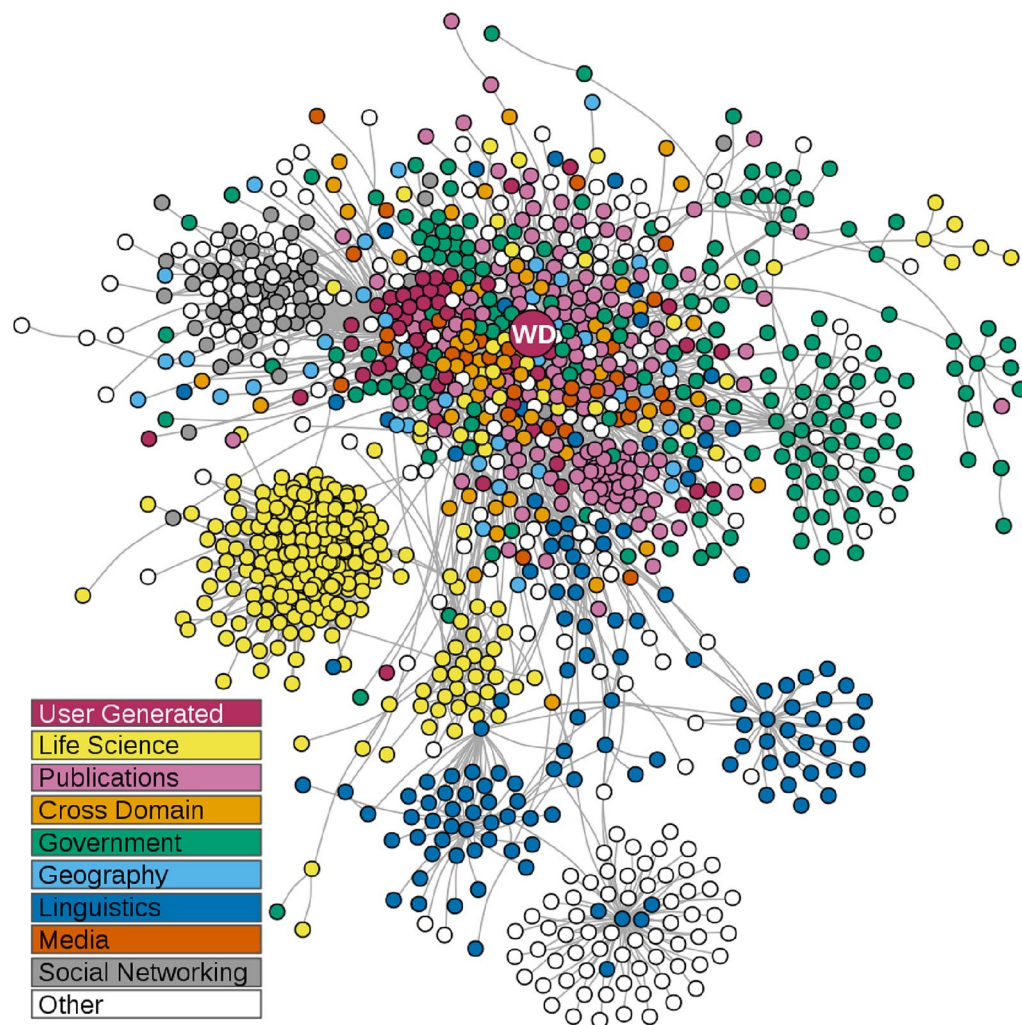 WD
User Generated
Life Science
Publications
Cross Domain
Government
Geography
Linguistics
Media
Social Networking
Other